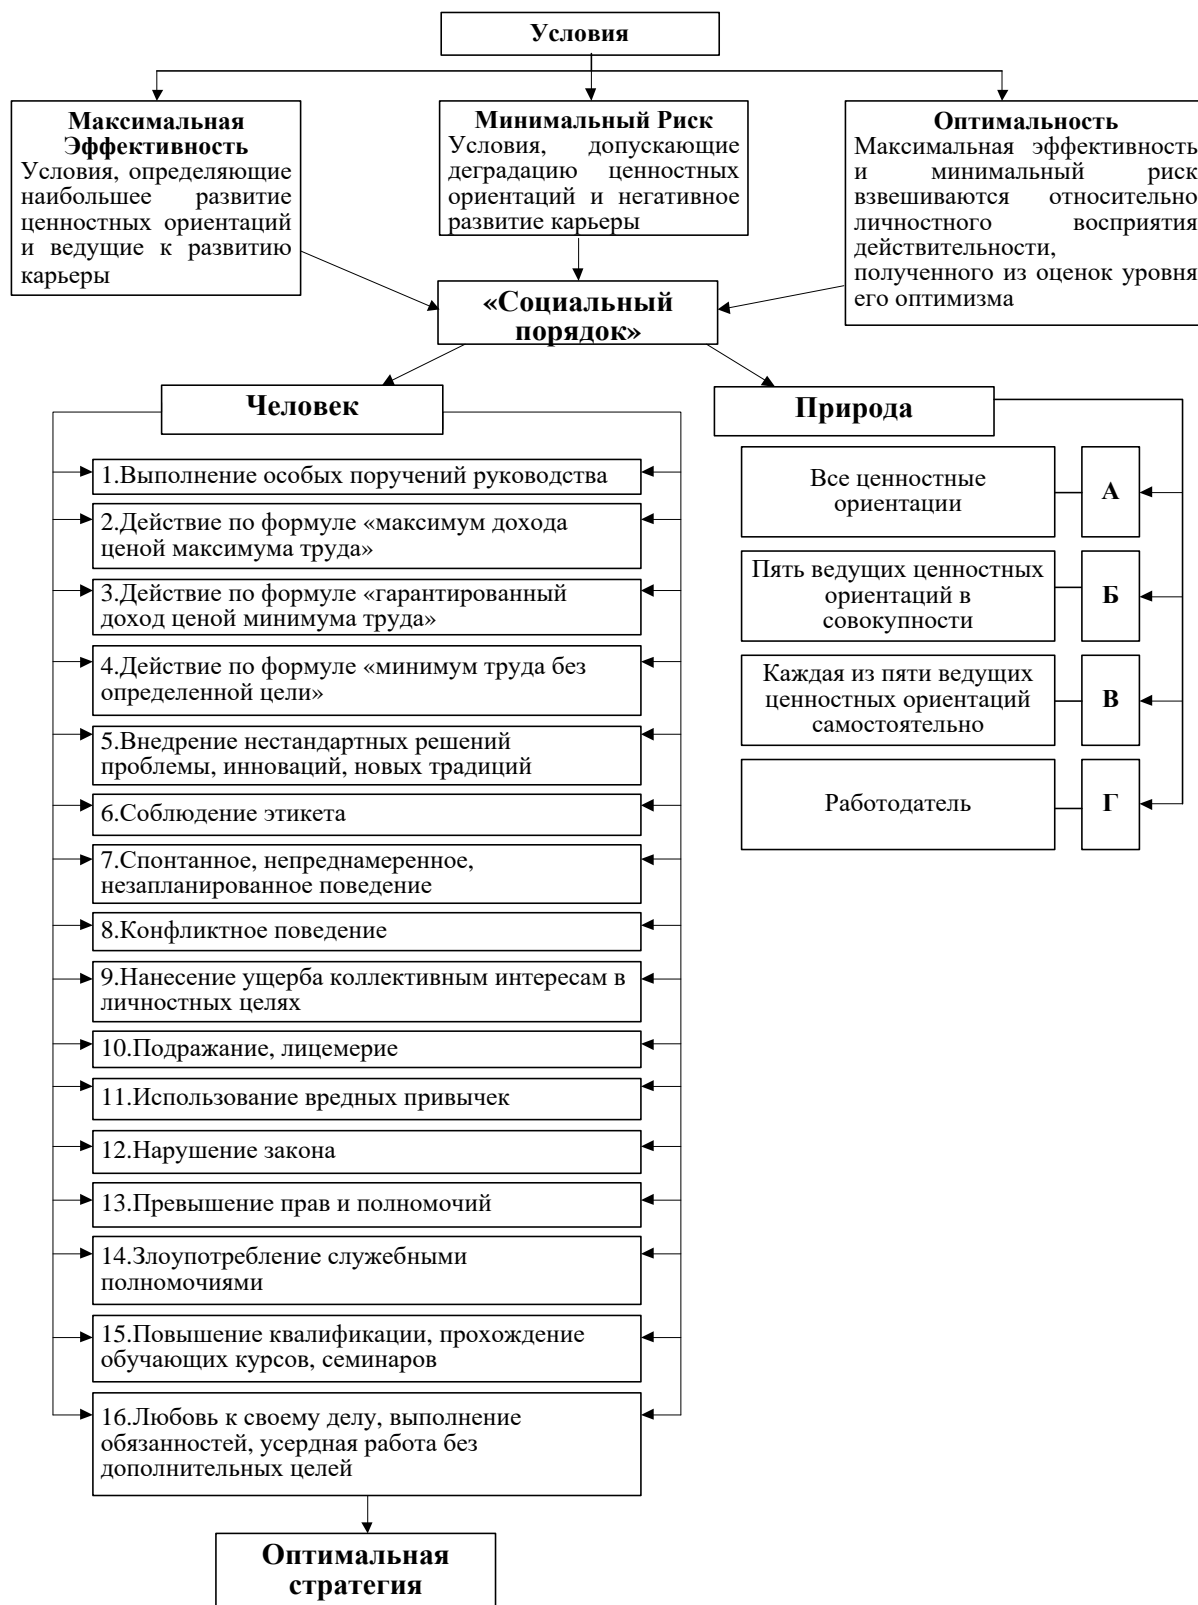 Условия
Максимальная
Эффективность
Условия, определяющие
наибольшее развитие
ценностных ориентаций
и ведущие к развитию
карьеры
Минимальный Риск
Условия, допускающие
деградацию ценностных
ориентаций и негативное
развитие карьеры
Оптимальность
Максимальная эффективность
и минимальный риск
взвешиваются относительно
личностного восприятия
действительности,
полученного из оценок уровня
его оптимизма
«Социальный
порядок»
Человек
1.Выполнение особых поручений руководства
2.Действие по формуле «максимум дохода
ценой максимума труда»
3.Действие по формуле «гарантированный
доход ценой минимума труда»
4.Действие по формуле «минимум труда без
определенной цели»
5.Внедрение нестандартных решений
проблемы, инноваций, новых традиций
6.Соблюдение этикета
7.Спонтанное, непреднамеренное,
незапланированное поведение
8.Конфликтное поведение
9.Нанесение ущерба коллективным интересам в
личностных целях
10.Подражание, лицемерие
11.Использование вредных привычек
12.Нарушение закона
13.Превышение прав и полномочий
14.Злоупотребление служебными
полномочиями
15.Повышение квалификации, прохождение
обучающих курсов, семинаров
16.Любовь к своему делу, выполнение
обязанностей, усердная работа без
дополнительных целей
Оптимальная
стратегия
Природа
Все ценностные
ориентации
А
Пять ведущих ценностных
ориентаций в
совокупности
Б
Каждая из пяти ведущих
ценностных ориентаций
самостоятельно
В
Работодатель
Г